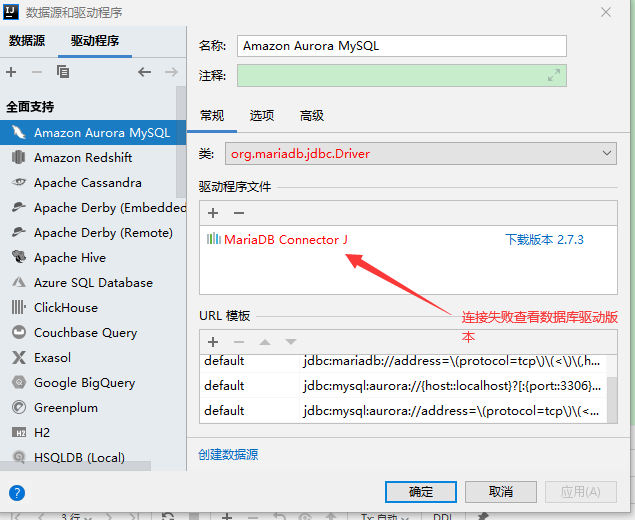 数据源和驱动程序
数据源 驱动程序
全面支持
Amazon Aurora MySQL
Amazon Redshift
Apache Cassandra
Apache Derby (Embedded
Apache Derby (Remote)
Apache Hive
Azure SQL Database
ClickHouse
Couchbase Query
Exasol
Google BigQuery
Greenplum
H2
HSQLDB (Local)
名称: Amazon Aurora MySQL
注释:
常规 选项 高级
类: org.mariadb.jdbc.Driver
驱动程序文件
MariaDB Connector J 下载版本 2.7.3
连接失败查看数据库驱动版
本
URL 模板
default jdbc:mariadb://address=\(protocol=tcp\)\(<\)\(,h...
default jdbc:mysql:aurora://{host::localhost}?[:{port::3306}...
default jdbc:mysql:aurora://address=\(protocol=tcp\)\(<...
创建数据源
确定 取消 应用(A)
3 行 Tx: 自动 DDL